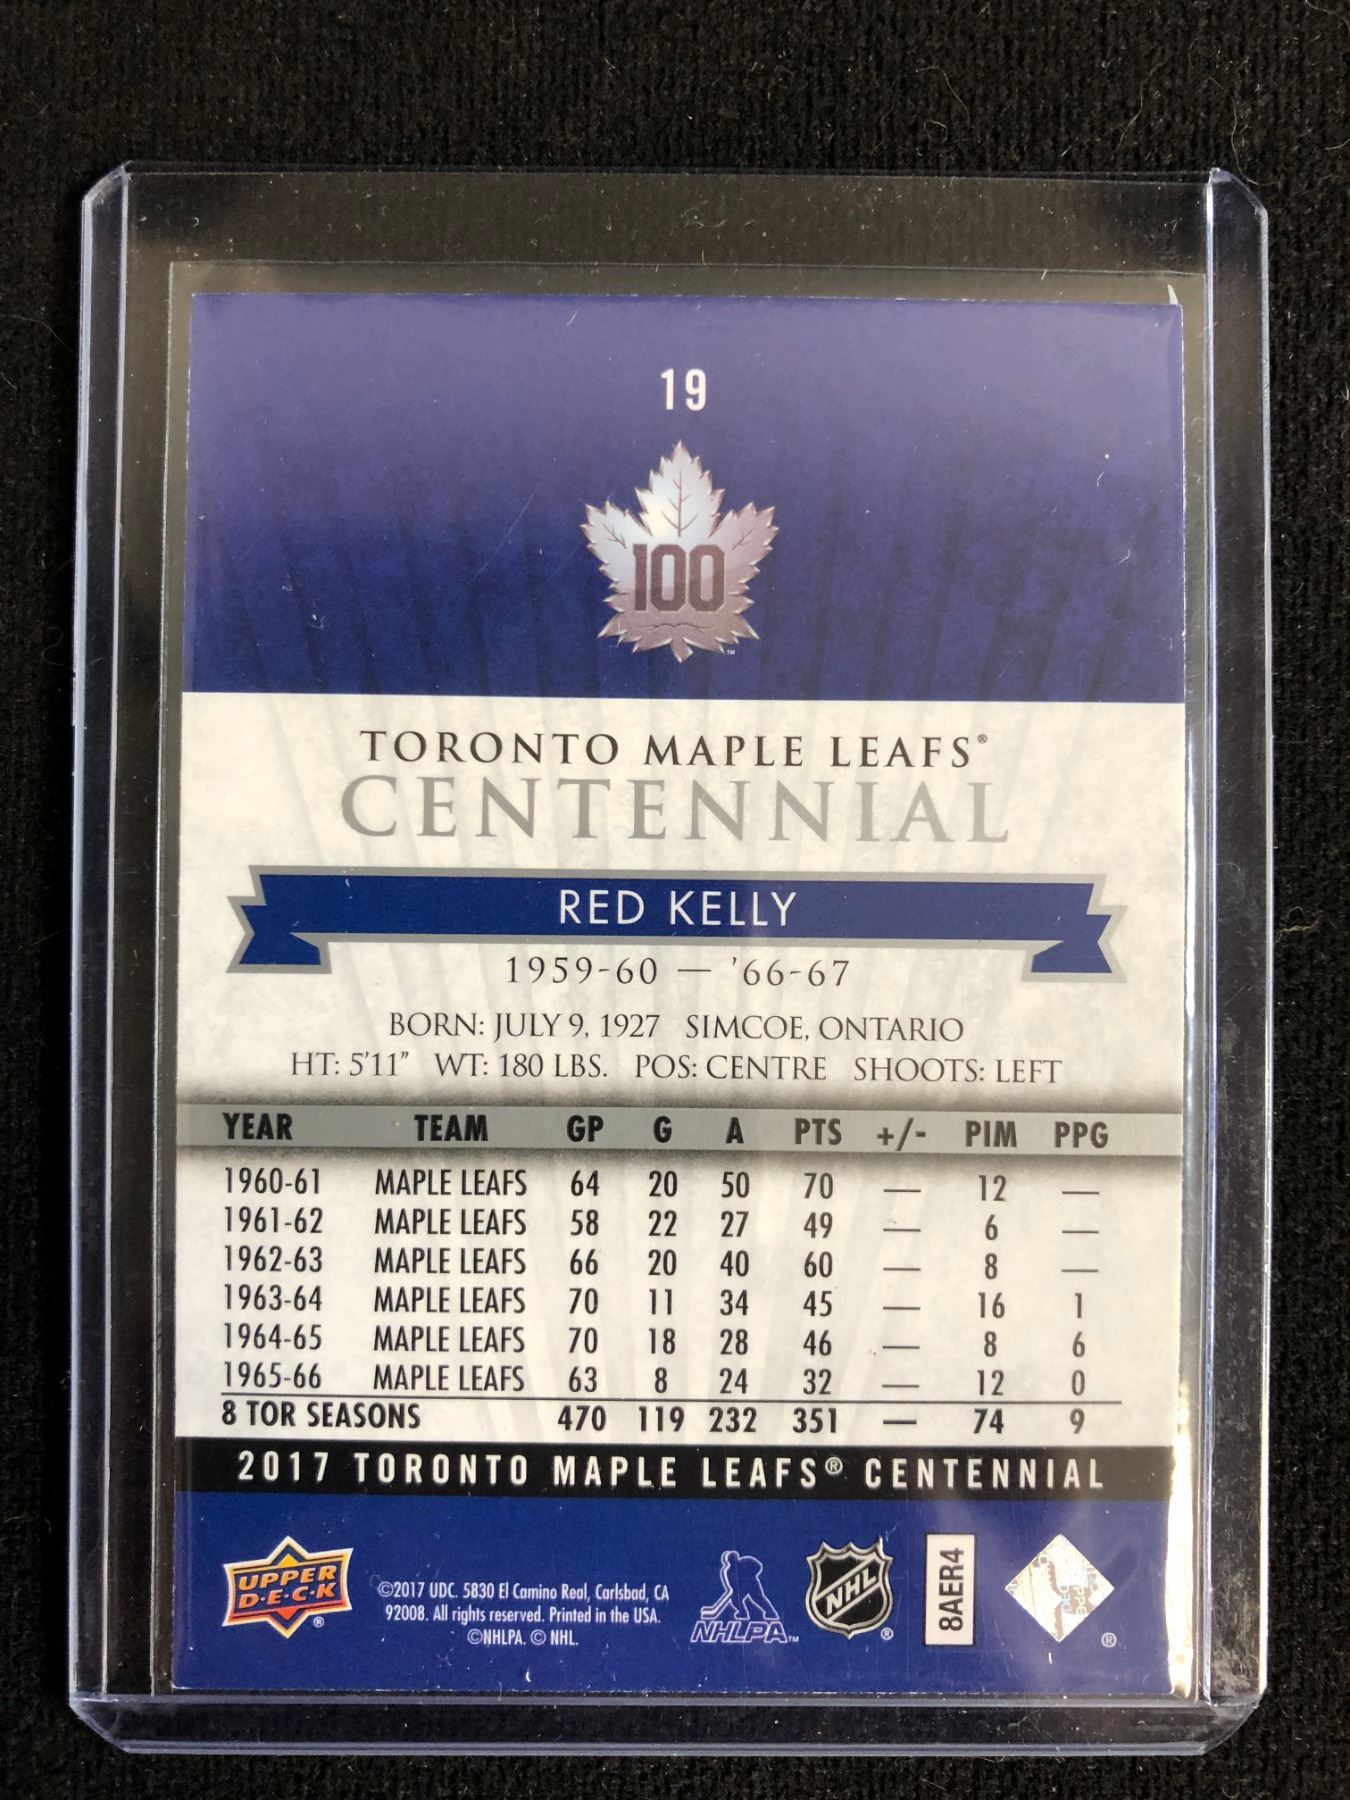 19
100
TORONTO MAPLE LEAFS®
CENTENNIAL
RED KELLY
1959-60 — '66-67
BORN: JULY 9, 1927 SIMCOE, ONTARIO
HT: 5'11" WT: 180 LBS. POS: CENTRE SHOOTS: LEFT
YEAR TEAM GP G A PTS +/- PIM PPG
1960-61 MAPLE LEAFS 64 20 50 70 — 12 —
1961-62 MAPLE LEAFS 58 22 27 49 — 6 —
1962-63 MAPLE LEAFS 66 20 40 60 — 8 —
1963-64 MAPLE LEAFS 70 11 34 45 — 16 1
1964-65 MAPLE LEAFS 70 18 28 46 — 8 6
1965-66 MAPLE LEAFS 63 8 24 32 — 12 0
8 TOR SEASONS 470 119 232 351 — 74 9
2017 TORONTO MAPLE LEAFS® CENTENNIAL
UPPER
D·E·C·K ®
©2017 UDC. 5830 El Camino Real, Carlsbad, CA
92008. All rights reserved. Printed in the USA.
©NHLPA. © NHL.
NHLPA™
NHL ®
8AER4
®